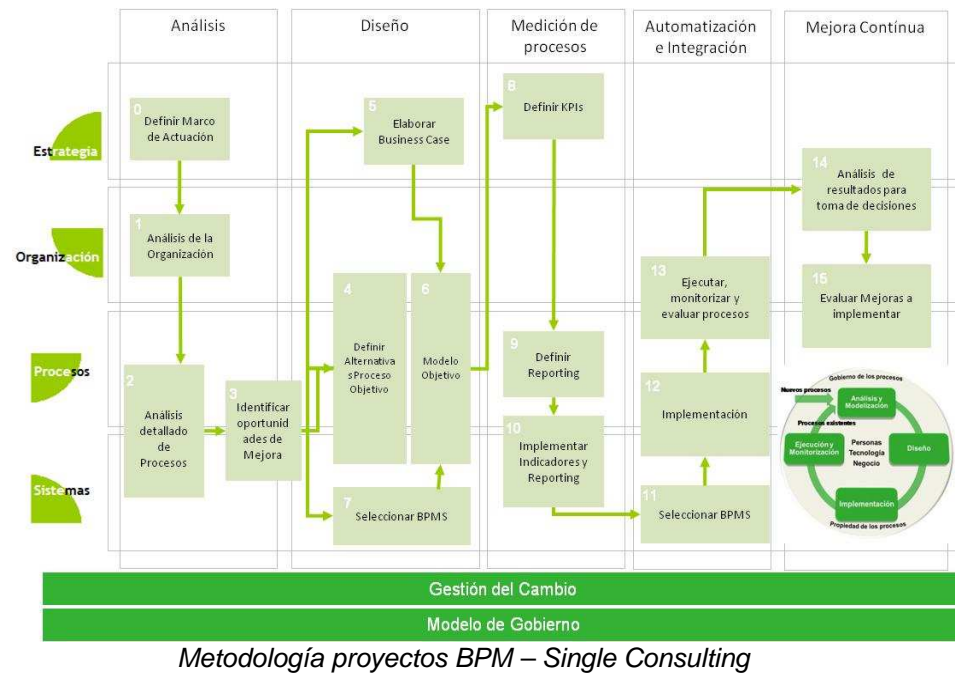 Análisis
Diseño
Medición de
procesos
Automatización
e Integración
Mejora Contínua
Estrategia
Organización
Procesos
Sistemas
0
Definir Marco
de Actuación
1
Análisis de la
Organización
2
Análisis
detallado
de
Procesos
3
Identificar
oportunid
ades de
Mejora
5
Elaborar
Business Case
4
Definir
Alternativa
s Proceso
Objetivo
6
Modelo
Objetivo
7
Seleccionar BPMS
8
Definir KPIs
9
Definir
Reporting
10
Implementar
Indicadores y
Reporting
13
Ejecutar,
monitorizar y
evaluar procesos
12
Implementación
11
Seleccionar BPMS
14
Análisis de
resultados para
toma de decisiones
15
Evaluar Mejoras a
implementar
Gobierno de los procesos
Nuevos procesos
Análisis y
Modelización
Procesos existentes
Ejecución y
Monitorización
Personas
Tecnología
Negocio
Diseño
Implementación
Propiedad de los procesos
Gestión del Cambio
Modelo de Gobierno
Metodología proyectos BPM – Single Consulting